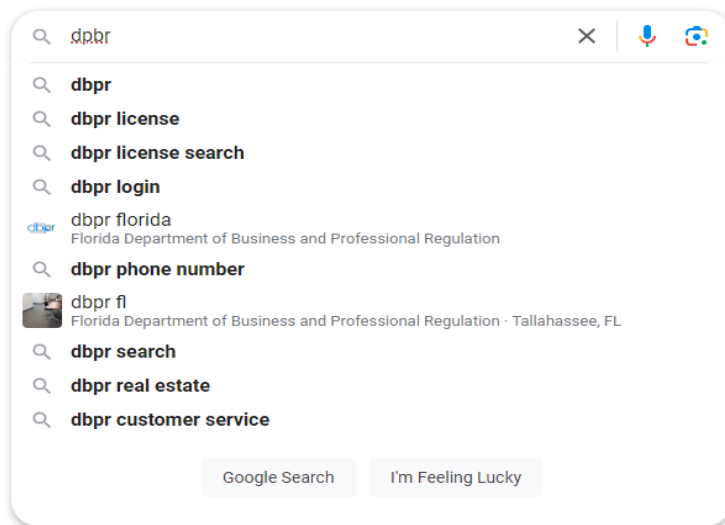 dpbr
dbpr
dbpr license
dbpr license search
dbpr login
dbpr
dbpr florida
Florida Department of Business and Professional Regulation
dbpr phone number
dbpr fl
Florida Department of Business and Professional Regulation · Tallahassee, FL
dbpr search
dbpr real estate
dbpr customer service
Google Search
I'm Feeling Lucky